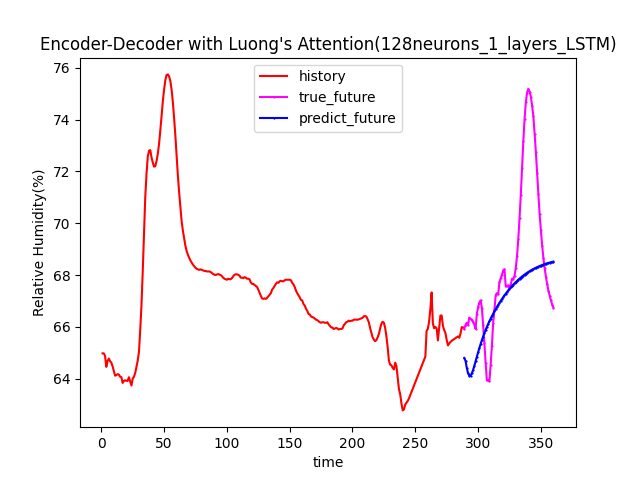 Encoder-Decoder with Luong's Attention(128neurons_1_layers_LSTM)
history
true_future
predict_future
Relative Humidity(%)
76
74
72
70
68
66
64
0
50
100
150
200
250
300
350
time